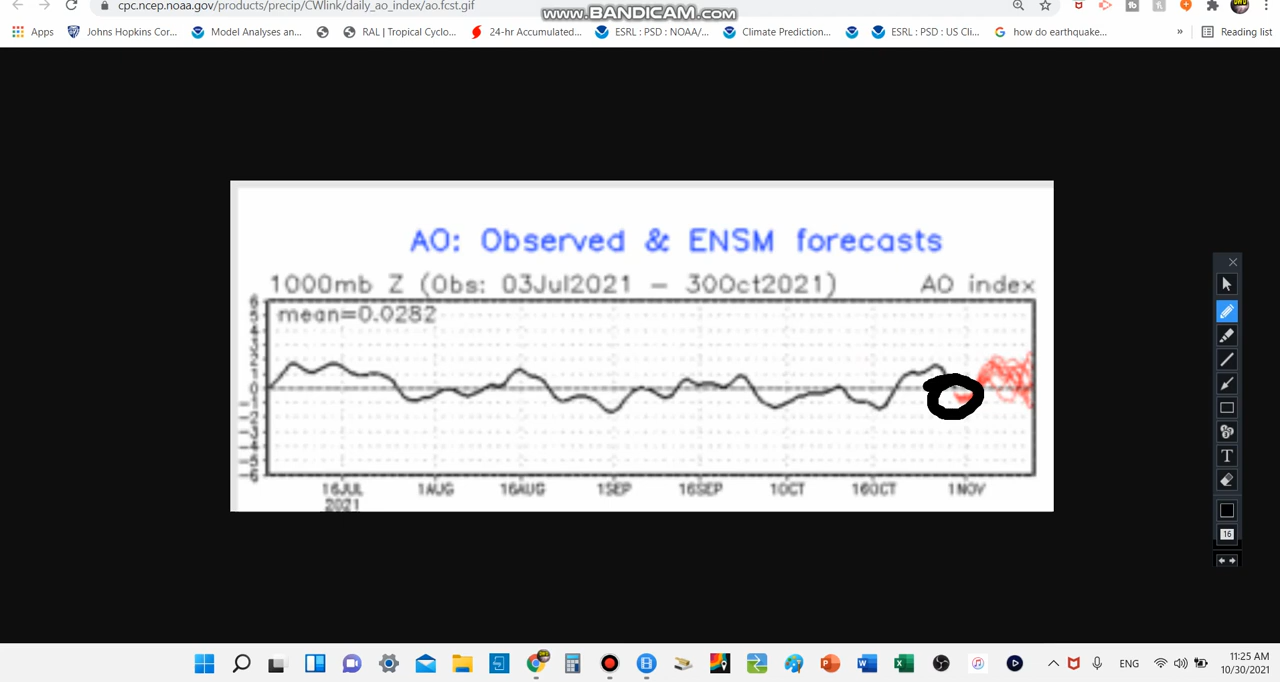 cpc.ncep.noaa.gov/products/precip/CWlink/daily_ao_index/ao.fcst.gif
www.BANDICAM.com
Apps Johns Hopkins Cor... Model Analyses an... RAL | Tropical Cyclo... 24-hr Accumulated... ESRL : PSD : NOAA/... Climate Prediction... ESRL : PSD : US Cli... how do earthquake... » Reading list
AO: Observed & ENSM forecasts
1000mb Z (Obs: 03Jul2021 – 30Oct2021) AO index
mean=0.0282
6
5
4
3
2
1
0
-1
-2
-3
-4
-5
-6
16JUL 1AUG 16AUG 1SEP 16SEP 1OCT 16OCT 1NOV
2021
T
16
ENG
11:25 AM
10/30/2021